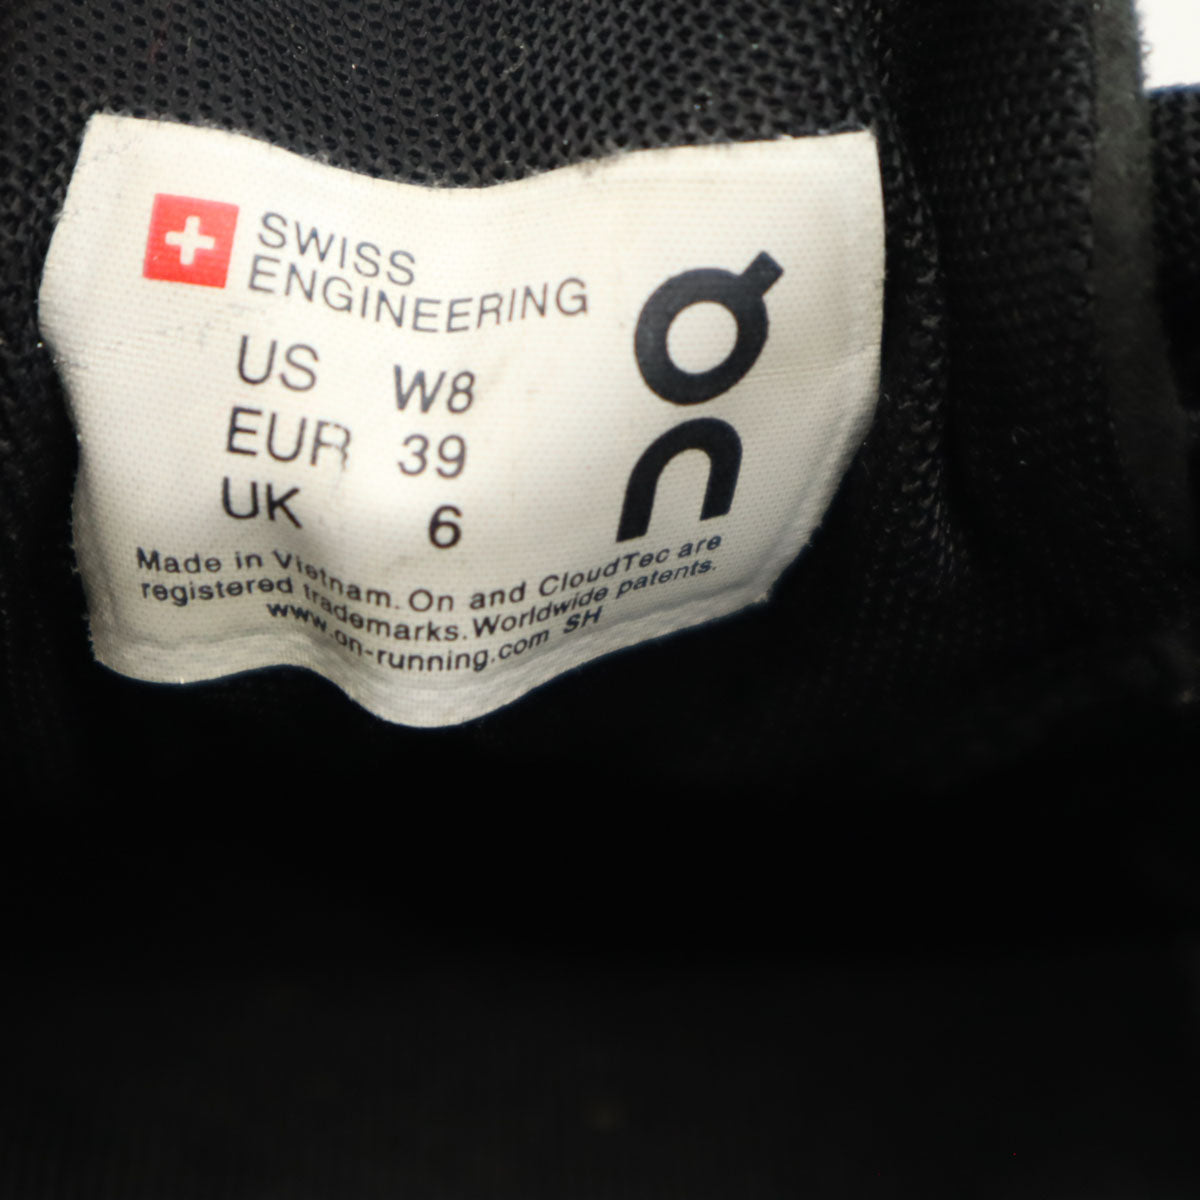 SWISS
ENGINEERING
US W8
EUR 39
UK 6
Made in Vietnam. On and CloudTec are
registered trademarks. Worldwide patents.
www.on-running.com SH
On